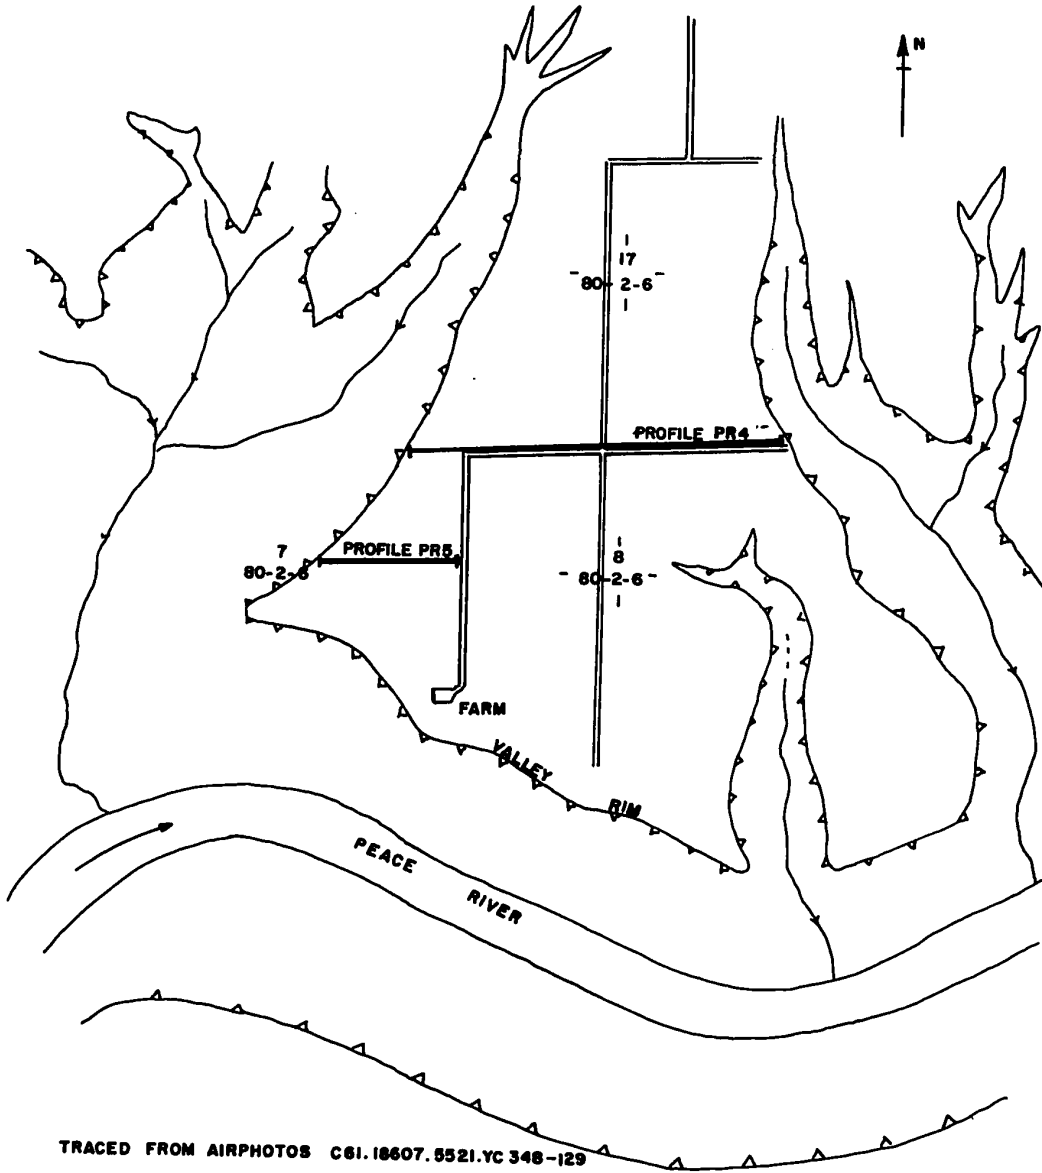 N
17
80-2-6
PROFILE PR4
7
80-2-6
PROFILE PR5
8
80-2-6
FARM
VALLEY
RIM
PEACE
RIVER
TRACED FROM AIRPHOTOS C61.18607.5521.YC 348-129